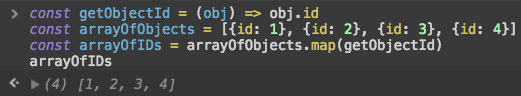 > const getObjectId = (obj) => obj.id
const arrayOfObjects = [{id: 1}, {id: 2}, {id: 3}, {id: 4}]
const arrayOfIDs = arrayOfObjects.map(getObjectId)
arrayOfIDs
(4) [1, 2, 3, 4]